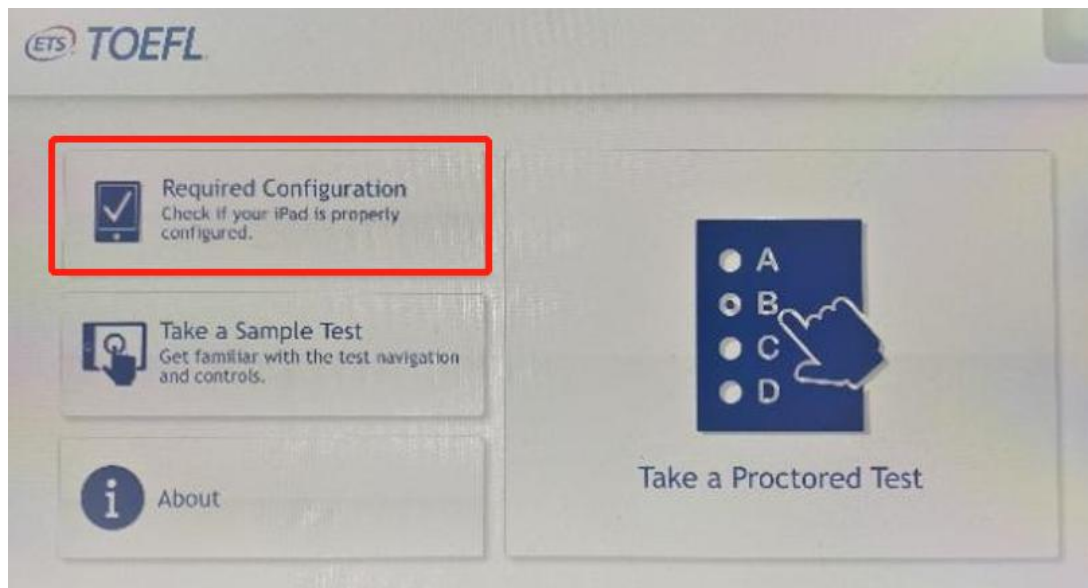 ETS TOEFL
Required Configuration
Check if your iPad is properly
configured.
Take a Sample Test
Get familiar with the test navigation
and controls.
About
A
B
C
D
Take a Proctored Test